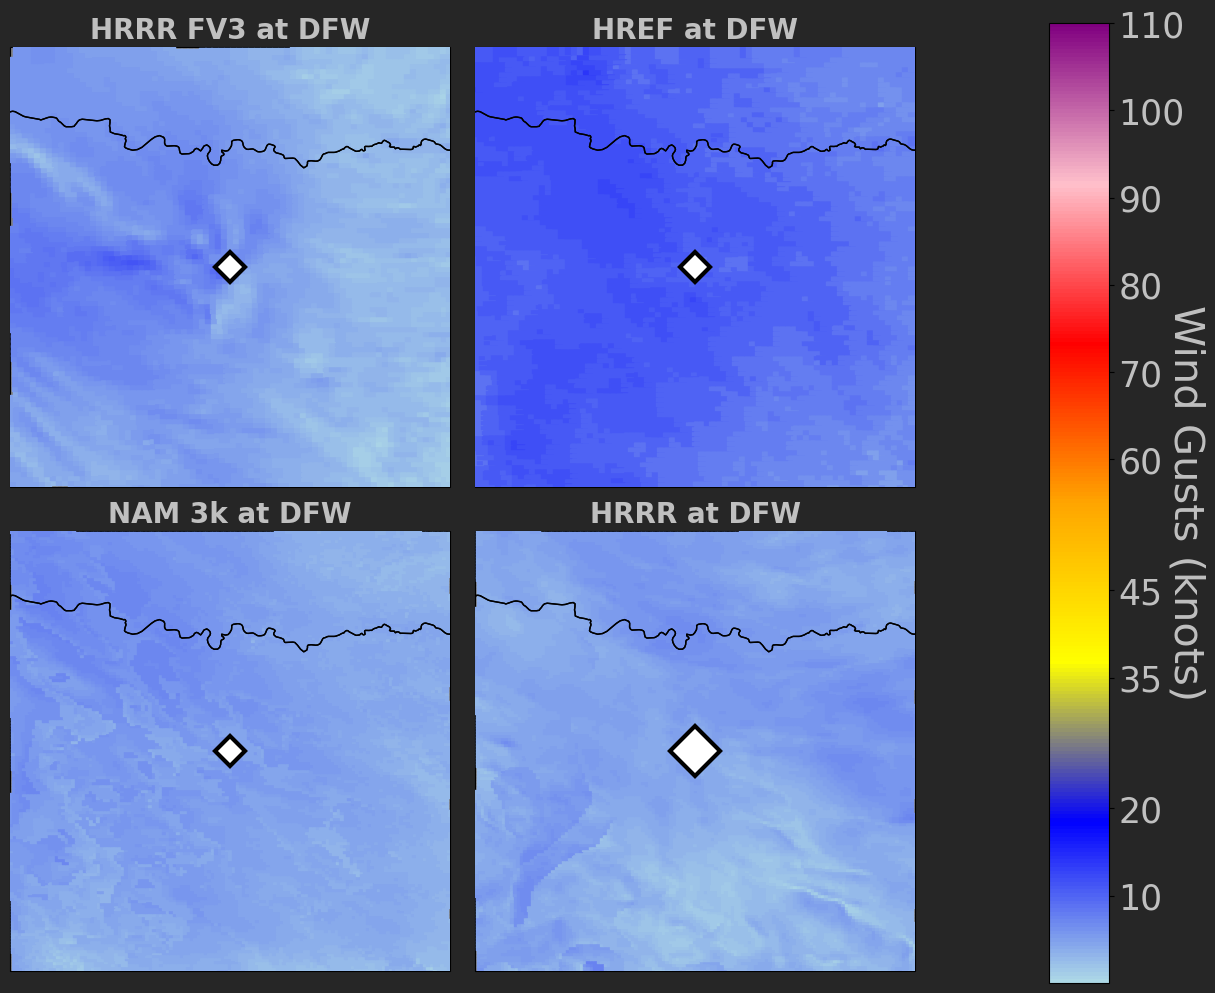 HRRR FV3 at DFW
HREF at DFW
NAM 3k at DFW
HRRR at DFW
110
100
90
80
70
60
45
35
20
10
Wind Gusts (knots)